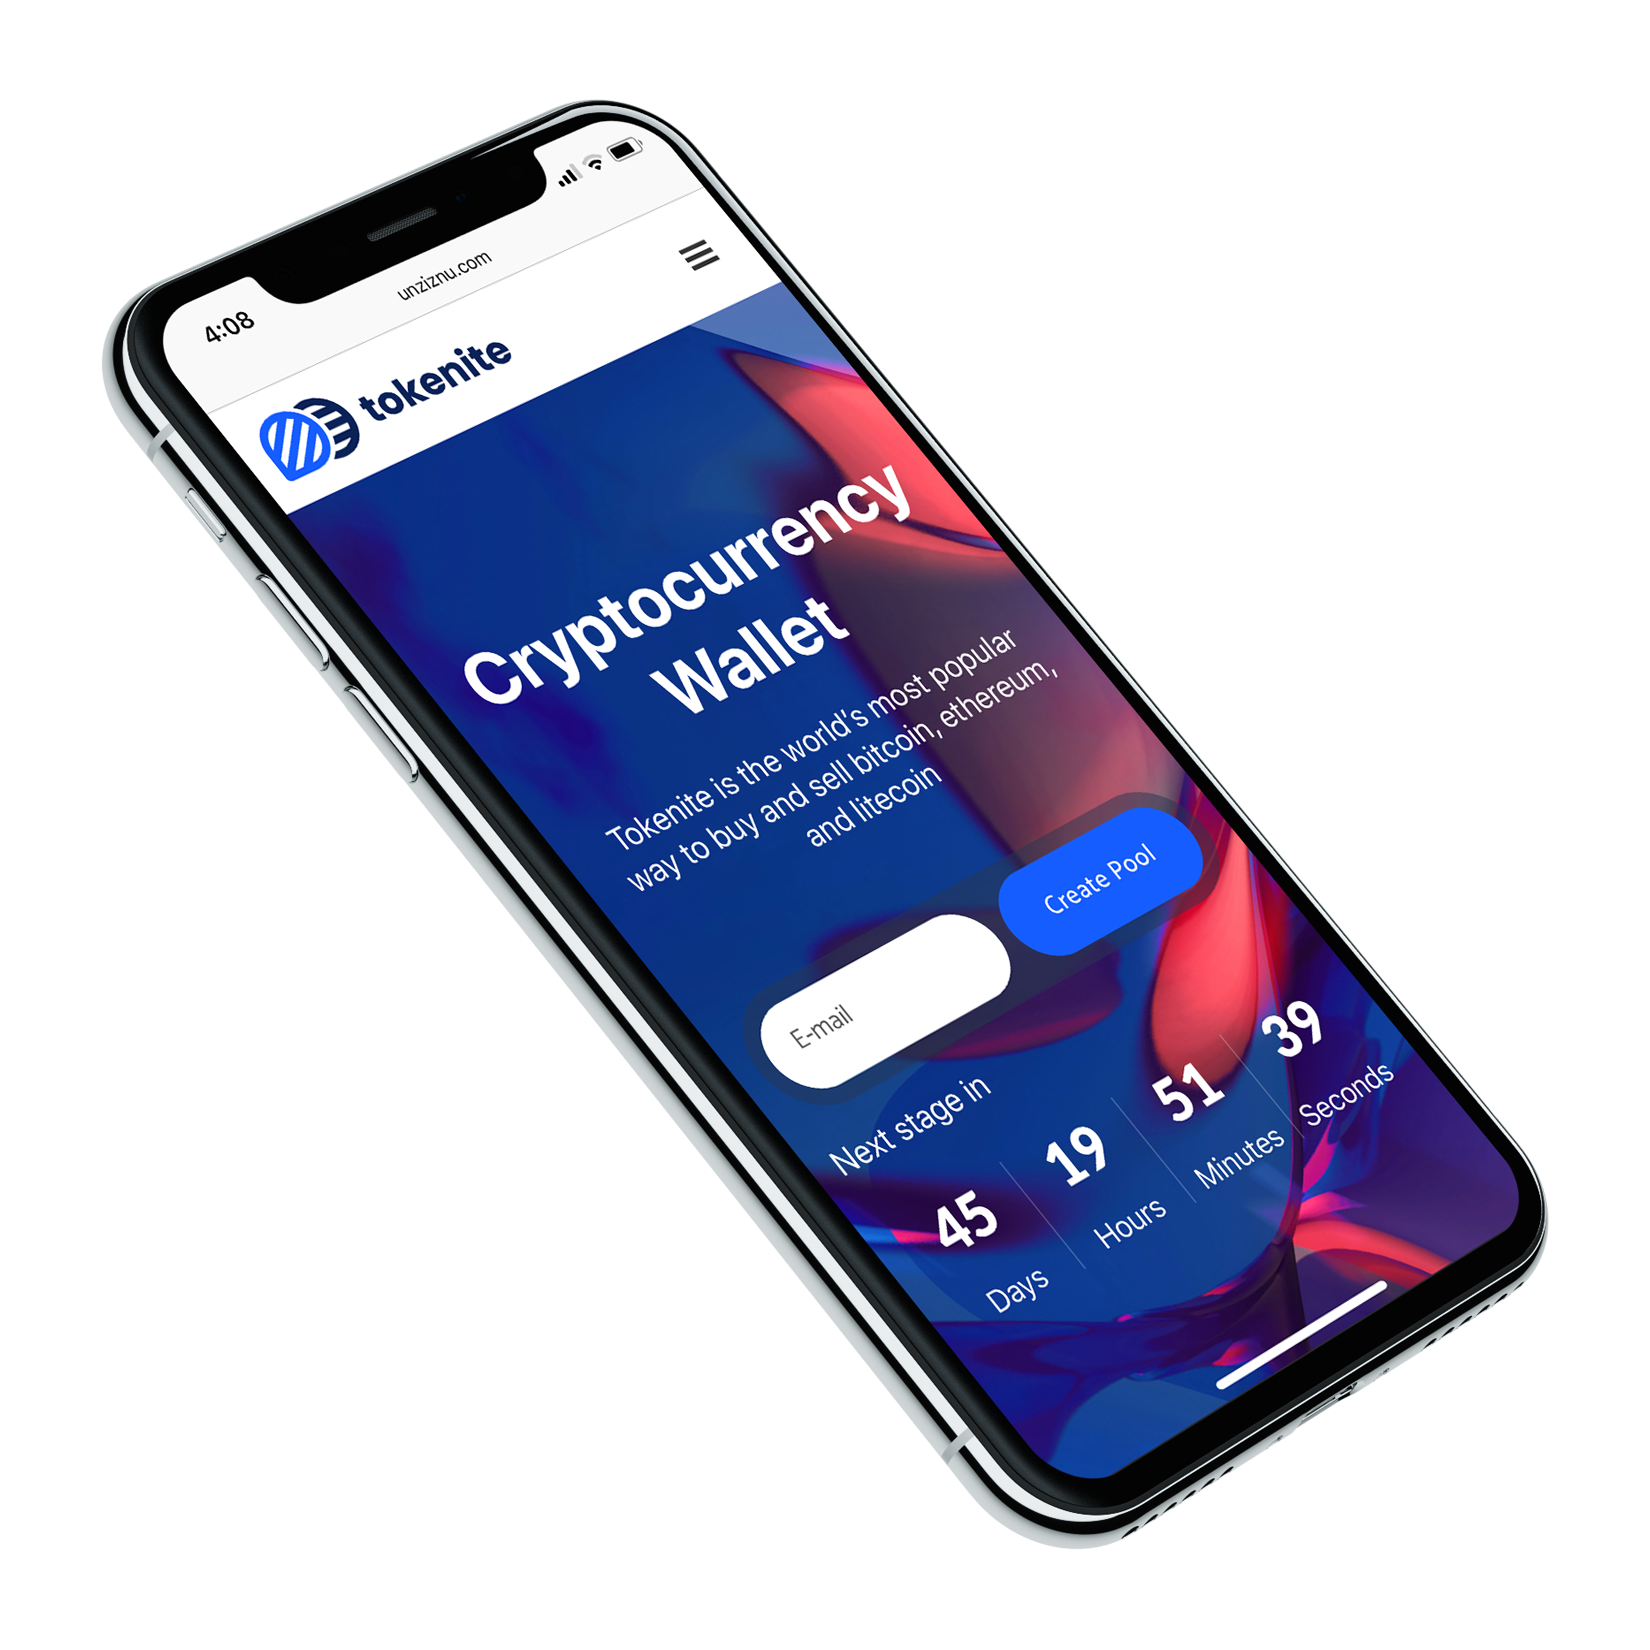 4:08
unziznu.com
tokenite
Cryptocurrency
Wallet
Tokenite is the world's most popular
way to buy and sell bitcoin, ethereum,
and litecoin
E-mail
Create Pool
Next stage in
45 19 51 39
Days Hours Minutes Seconds